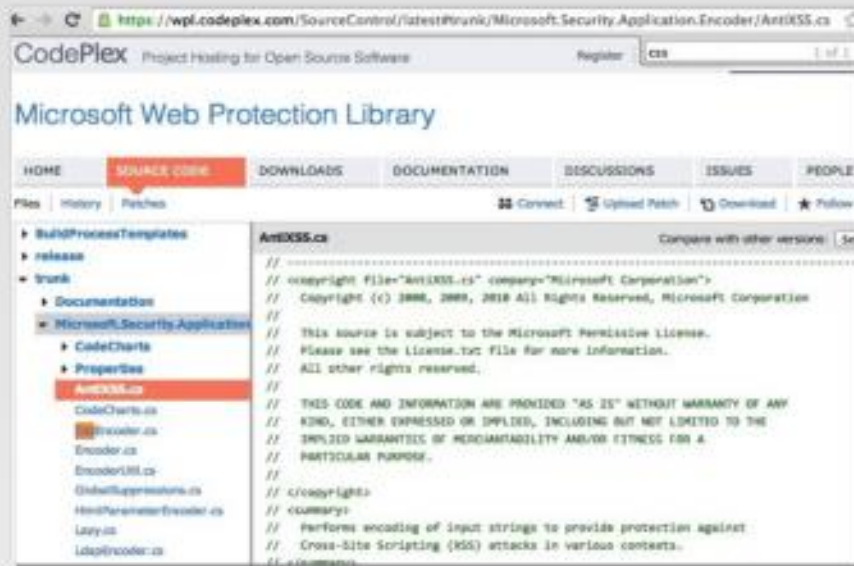 https://wpl.codeplex.com/SourceControl/latest#trunk/Microsoft.Security.Application.Encoder/AntiXSS.cs
CodePlex Project Hosting for Open Source Software Register css 1 of 1
Microsoft Web Protection Library
HOME SOURCE CODE DOWNLOADS DOCUMENTATION DISCUSSIONS ISSUES PEOPLE
Files History Patches Connect Upload Patch Download Follow
BuildProcessTemplates
release
trunk
Documentation
Microsoft.Security.Application
CodeCharts
Properties
AntiXSS.cs
CodeCharts.cs
CssEncoder.cs
Encoder.cs
EncoderUtil.cs
GlobalSuppressions.cs
HtmlParameterEncoder.cs
Lazy.cs
LdapEncoder.cs
AntiXSS.cs Compare with other versions:
// ------------------------------------------------------------
// <copyright file="AntiXSS.cs" company="Microsoft Corporation">
// Copyright (c) 2008, 2009, 2010 All Rights Reserved, Microsoft Corporation
//
// This source is subject to the Microsoft Permissive License.
// Please see the License.txt file for more information.
// All other rights reserved.
//
// THIS CODE AND INFORMATION ARE PROVIDED "AS IS" WITHOUT WARRANTY OF ANY
// KIND, EITHER EXPRESSED OR IMPLIED, INCLUDING BUT NOT LIMITED TO THE
// IMPLIED WARRANTIES OF MERCHANTABILITY AND/OR FITNESS FOR A
// PARTICULAR PURPOSE.
//
// </copyright>
// <summary>
// Performs encoding of input strings to provide protection against
// Cross-Site Scripting (XSS) attacks in various contexts.
// </summary>